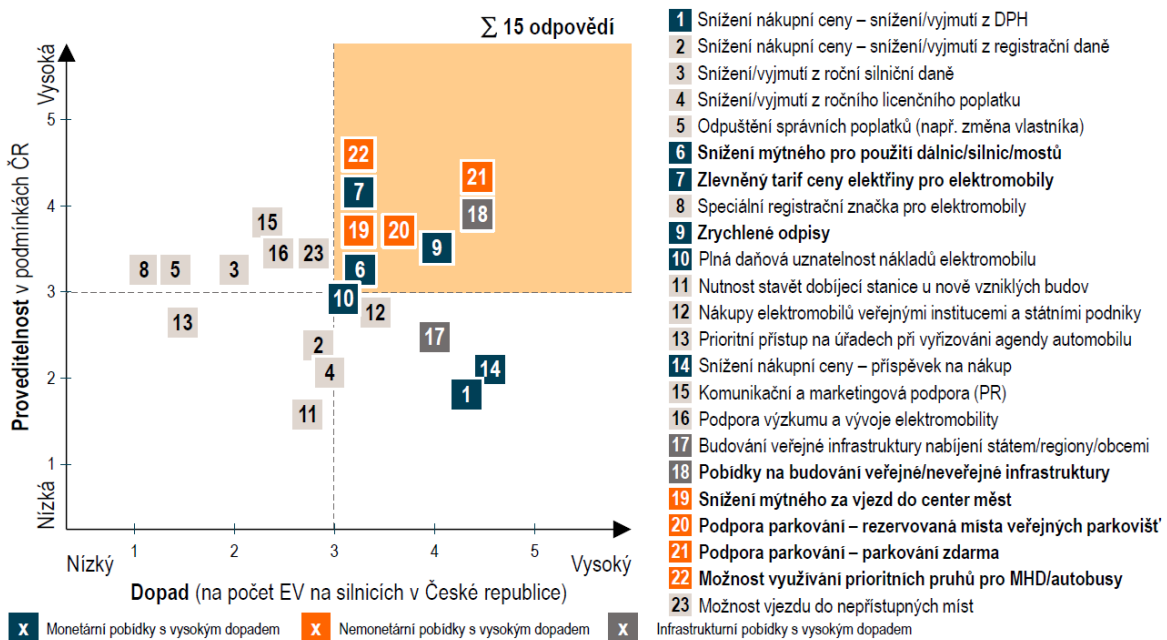 ∑ 15 odpovědí
Proveditelnost v podmínkách ČR
Vysoká
Nízká
5
4
3
2
1
22
7
21
18
19
20
9
6
10
15
16
23
8
5
3
13
12
2
17
4
14
1
11
1
2
3
4
5
Nízký
Vysoký
Dopad (na počet EV na silnicích v České republice)
1 Snížení nákupní ceny – snížení/vyjmutí z DPH
2 Snížení nákupní ceny – snížení/vyjmutí z registrační daně
3 Snížení/vyjmutí z roční silniční daně
4 Snížení/vyjmutí z ročního licenčního poplatku
5 Odpuštění správních poplatků (např. změna vlastníka)
6 Snížení mýtného pro použití dálnic/silnic/mostů
7 Zlevněný tarif ceny elektřiny pro elektromobily
8 Speciální registrační značka pro elektromobily
9 Zrychlené odpisy
10 Plná daňová uznatelnost nákladů elektromobilu
11 Nutnost stavět dobíjecí stanice u nově vzniklých budov
12 Nákupy elektromobilů veřejnými institucemi a státními podniky
13 Prioritní přístup na úřadech při vyřizováni agendy automobilu
14 Snížení nákupní ceny – příspěvek na nákup
15 Komunikační a marketingová podpora (PR)
16 Podpora výzkumu a vývoje elektromobility
17 Budování veřejné infrastruktury nabíjení státem/regiony/obcemi
18 Pobídky na budování veřejné/neveřejné infrastruktury
19 Snížení mýtného za vjezd do center měst
20 Podpora parkování – rezervovaná místa veřejných parkovišť
21 Podpora parkování – parkování zdarma
22 Možnost využívání prioritních pruhů pro MHD/autobusy
23 Možnost vjezdu do nepřístupných míst
x Monetární pobídky s vysokým dopadem
x Nemonetární pobídky s vysokým dopadem
x Infrastrukturní pobídky s vysokým dopadem